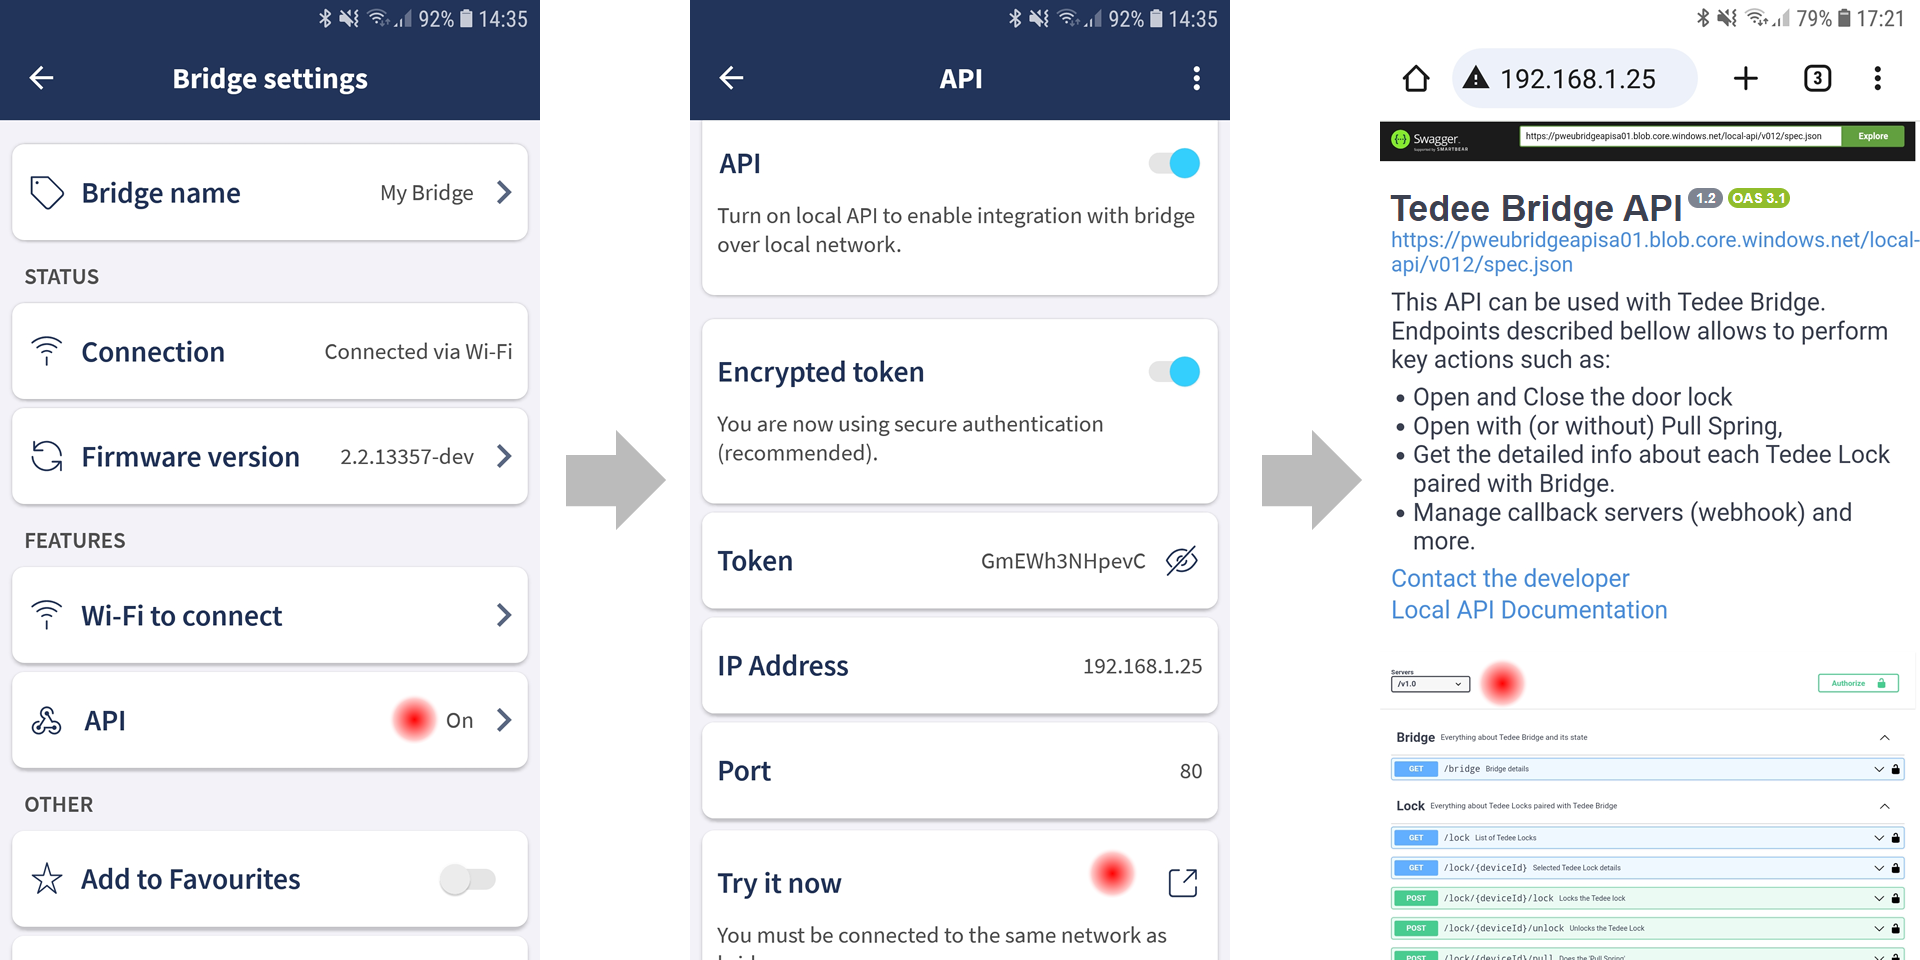 92% 14:35
Bridge settings
Bridge name My Bridge
STATUS
Connection Connected via Wi-Fi
Firmware version 2.2.13357-dev
FEATURES
Wi-Fi to connect
API On
OTHER
Add to Favourites
92% 14:35
API
API
Turn on local API to enable integration with bridge
over local network.
Encrypted token
You are now using secure authentication
(recommended).
Token GmEWh3NHpevC
IP Address 192.168.1.25
Port 80
Try it now
You must be connected to the same network as
79% 17:21
192.168.1.25 3
Swagger. https://pweubridgeapisa01.blob.core.windows.net/local-api/v012/spec.json Explore
Supported by SMARTBEAR
Tedee Bridge API 1.2 OAS 3.1
https://pweubridgeapisa01.blob.core.windows.net/local-
api/v012/spec.json
This API can be used with Tedee Bridge.
Endpoints described bellow allows to perform
key actions such as:
• Open and Close the door lock
• Open with (or without) Pull Spring,
• Get the detailed info about each Tedee Lock
paired with Bridge.
• Manage callback servers (webhook) and
more.
Contact the developer
Local API Documentation
Servers
/v1.0 Authorize
Bridge Everything about Tedee Bridge and its state
GET /bridge Bridge details
Lock Everything about Tedee Locks paired with Tedee Bridge
GET /lock List of Tedee Locks
GET /lock/{deviceId} Selected Tedee Lock details
POST /lock/{deviceId}/lock Locks the Tedee lock
POST /lock/{deviceId}/unlock Unlocks the Tedee Lock
POST /lock/{deviceId}/pull Does the 'Pull Spring'